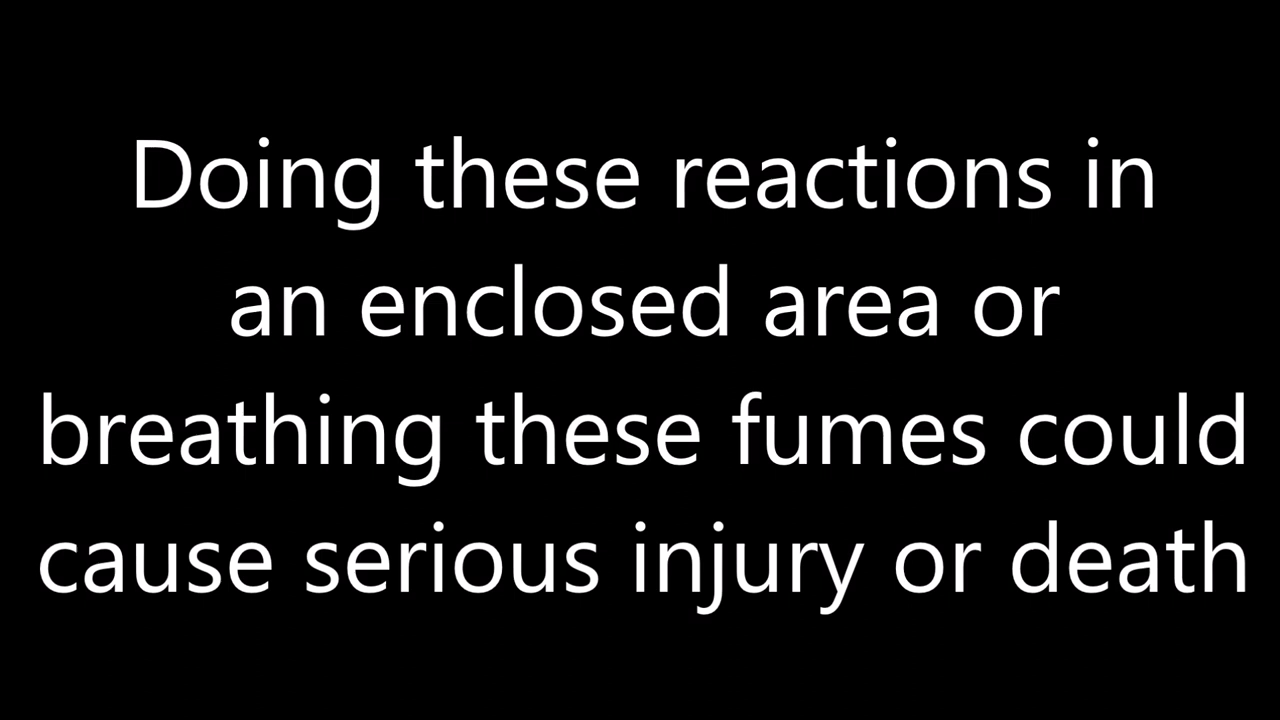 Doing these reactions in
an enclosed area or
breathing these fumes could
cause serious injury or death